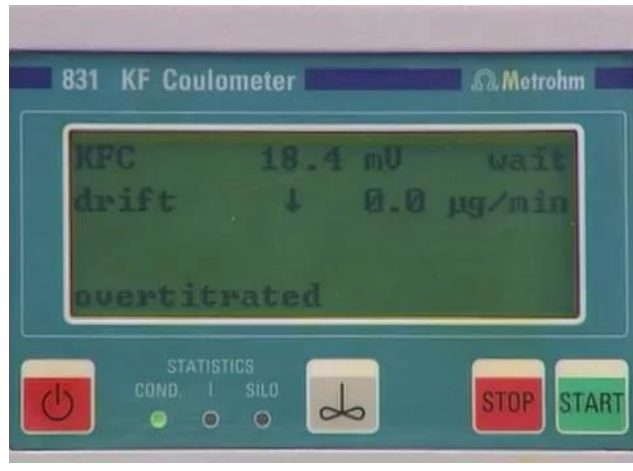 831 KF Coulometer Metrohm
KFC 18.4 mV wait
drift ↓ 0.0 µg/min
overtitrated
STATISTICS
COND. I SILO
STOP START